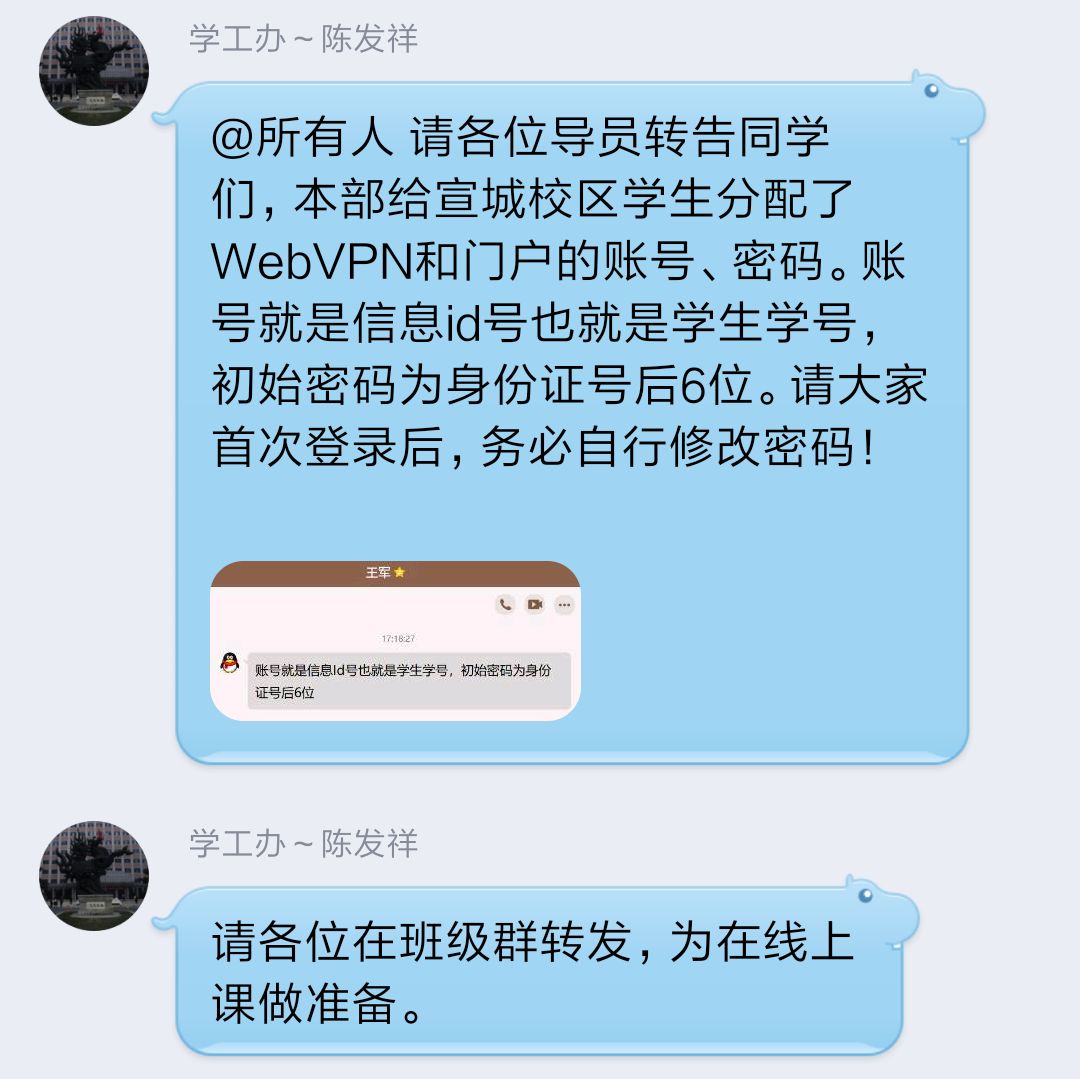 学工办～陈发祥
@所有人 请各位导员转告同学
们，本部给宣城校区学生分配了
WebVPN和门户的账号、密码。账
号就是信息id号也就是学生学号，
初始密码为身份证号后6位。请大家
首次登录后，务必自行修改密码！
王军⭐
17:18:27
账号就是信息Id号也就是学生学号，初始密码为身份
证号后6位
学工办～陈发祥
请各位在班级群转发，为在线上
课做准备。